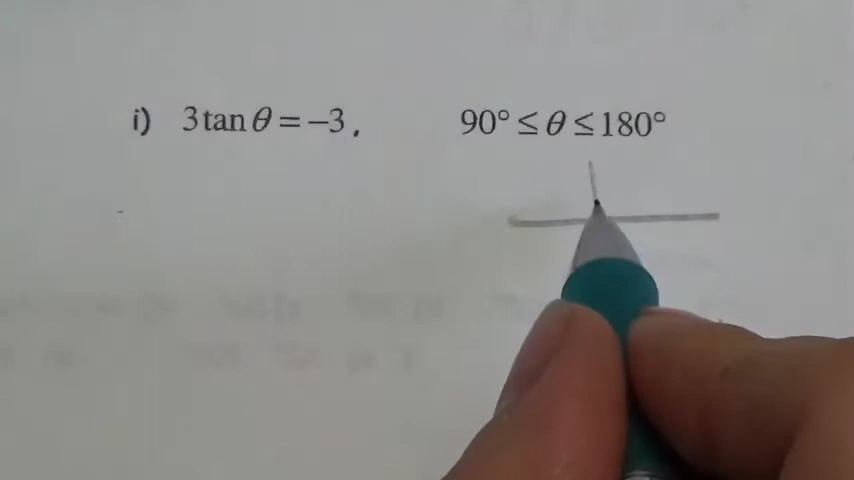 i) 3 tan θ = −3, 90° ≤ θ ≤ 180°